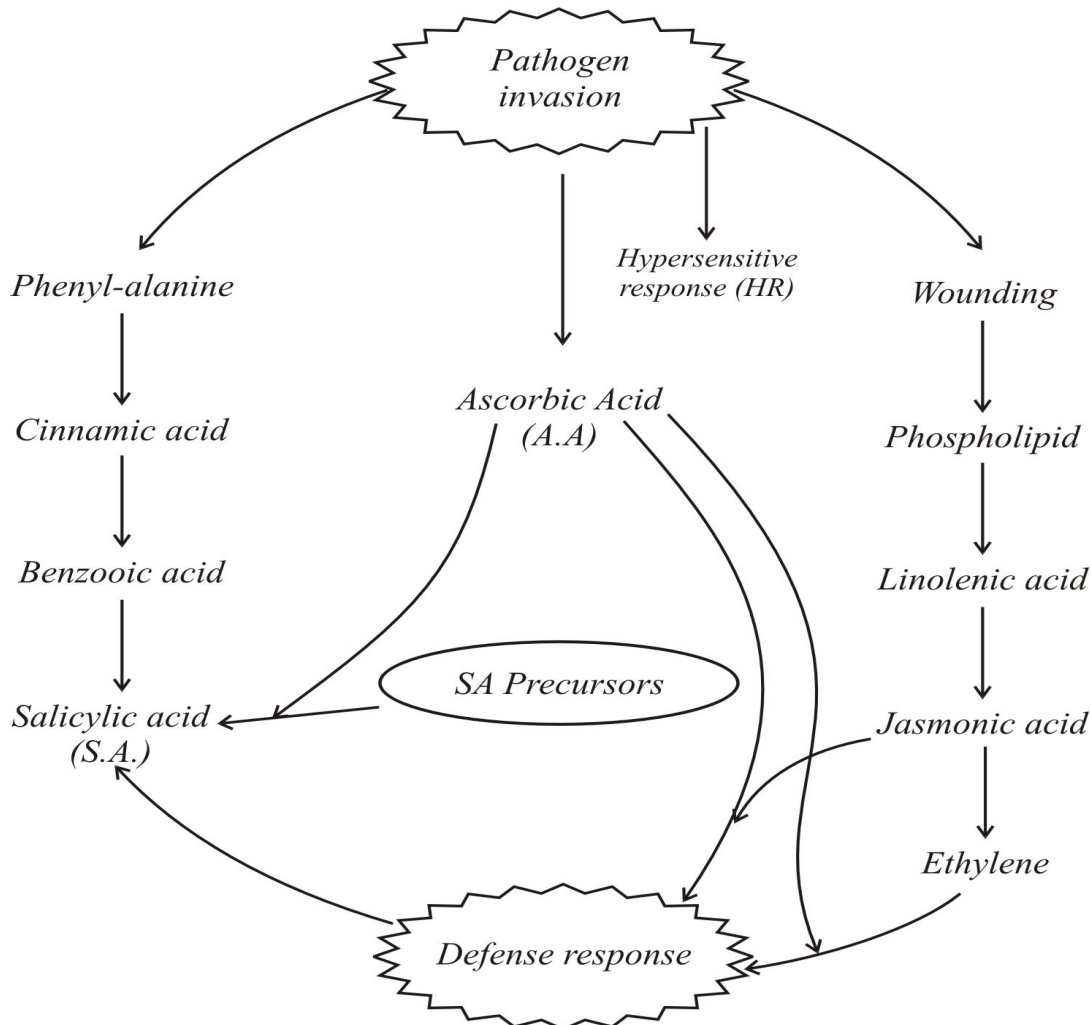 Pathogen
invasion
Hypersensitive
response (HR)
Phenyl-alanine
Wounding
Ascorbic Acid
(A.A)
Cinnamic acid
Phospholipid
Benzooic acid
Linolenic acid
SA Precursors
Salicylic acid
(S.A.)
Jasmonic acid
Ethylene
Defense response